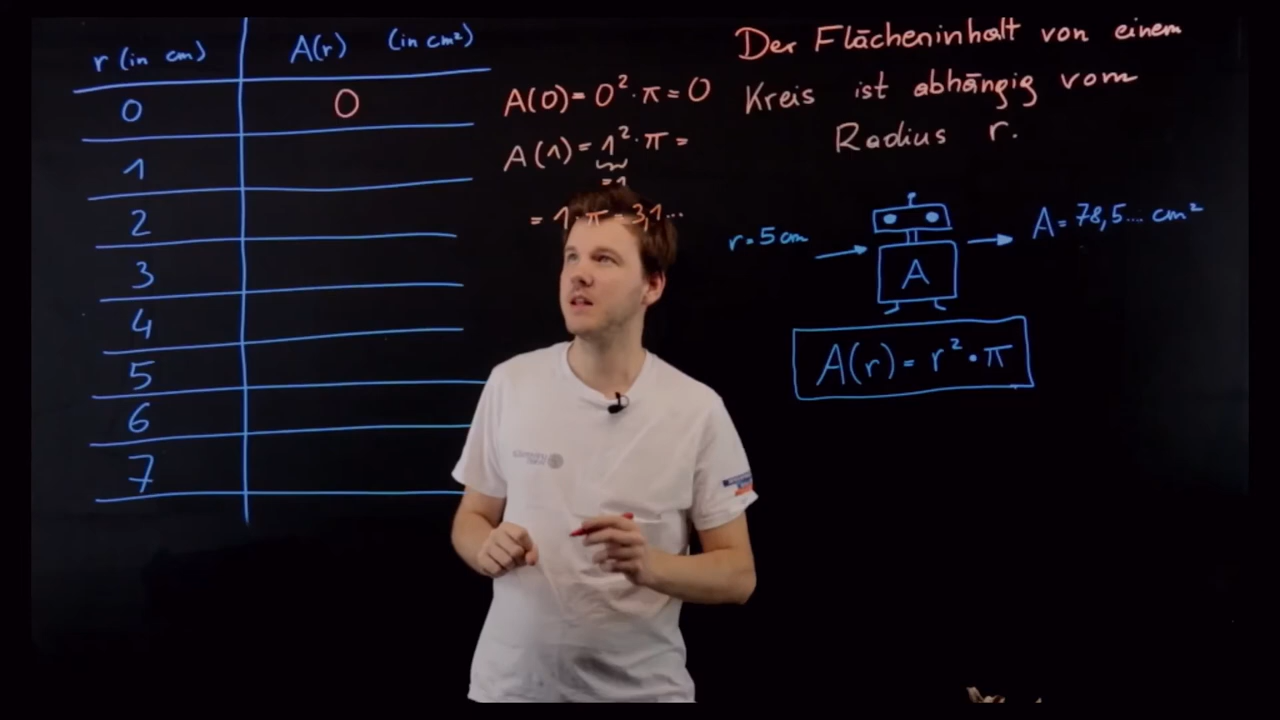 r (in cm) A(r) (in cm²)
0 0
1
2
3
4
5
6
7
A(0) = 0² · π = 0
A(1) = 1² · π =
= 1
= 1 · π = 3,1...
Der Flächeninhalt von einem
Kreis ist abhängig vom
Radius r.
r = 5 cm
A
A = 78,5... cm²
A(r) = r² · π